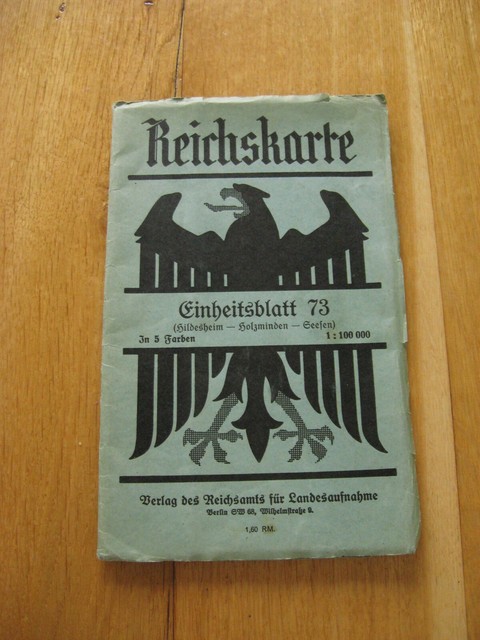 Reichskarte
Einheitsblatt 73
(Hildesheim — Holzminden — Seesen)
In 5 Farben 1:100 000
Verlag des Reichsamts für Landesaufnahme
Berlin SW 68, Wilhelmstraße 9.
1,60 RM.